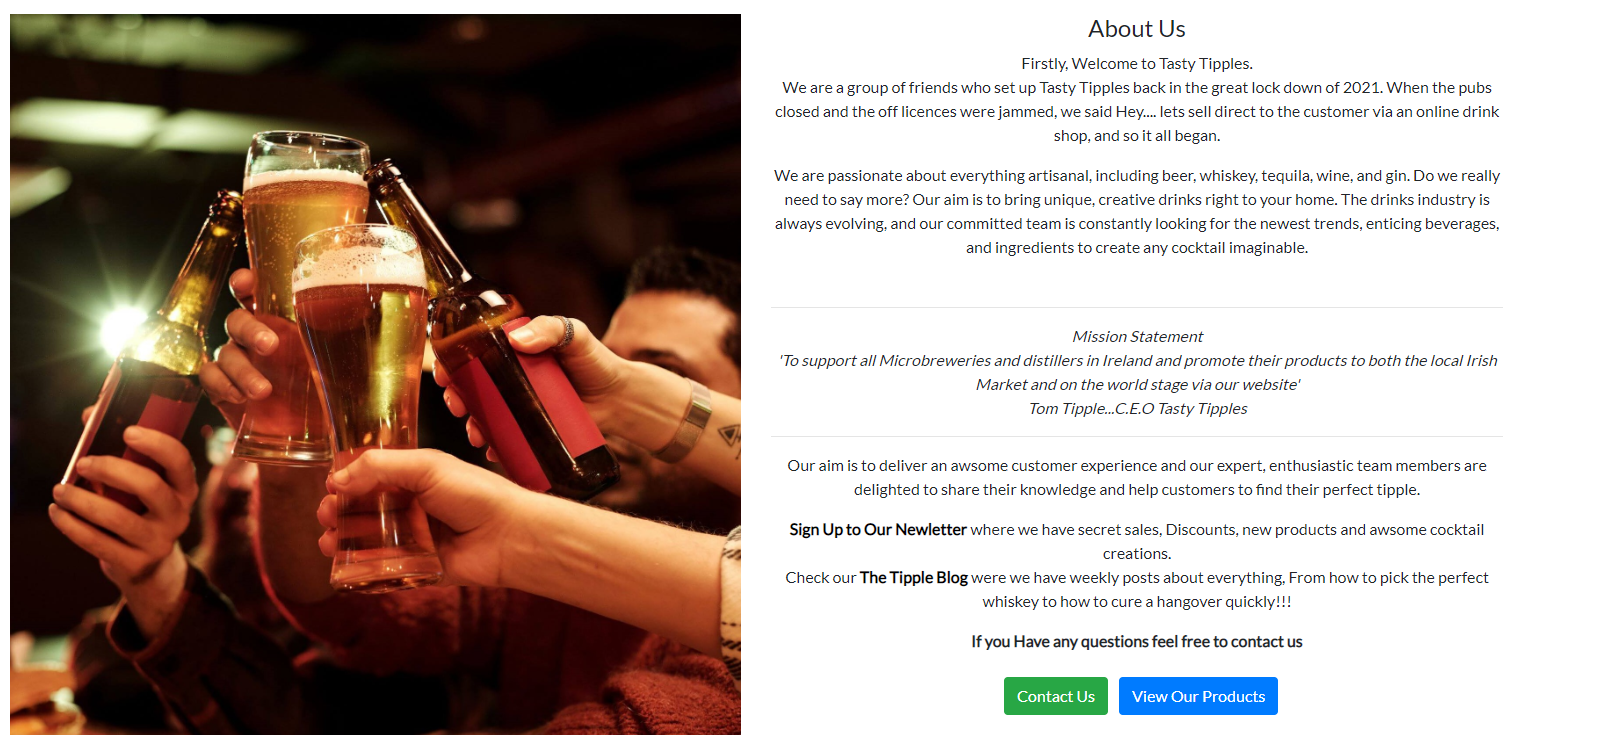 About Us
Firstly, Welcome to Tasty Tipples.
We are a group of friends who set up Tasty Tipples back in the great lock down of 2021. When the pubs
closed and the off licences were jammed, we said Hey.... lets sell direct to the customer via an online drink
shop, and so it all began.
We are passionate about everything artisanal, including beer, whiskey, tequila, wine, and gin. Do we really
need to say more? Our aim is to bring unique, creative drinks right to your home. The drinks industry is
always evolving, and our committed team is constantly looking for the newest trends, enticing beverages,
and ingredients to create any cocktail imaginable.
Mission Statement
'To support all Microbreweries and distillers in Ireland and promote their products to both the local Irish
Market and on the world stage via our website'
Tom Tipple...C.E.O Tasty Tipples
Our aim is to deliver an awsome customer experience and our expert, enthusiastic team members are
delighted to share their knowledge and help customers to find their perfect tipple.
Sign Up to Our Newletter where we have secret sales, Discounts, new products and awsome cocktail
creations.
Check our The Tipple Blog were we have weekly posts about everything, From how to pick the perfect
whiskey to how to cure a hangover quickly!!!
If you Have any questions feel free to contact us
Contact Us View Our Products